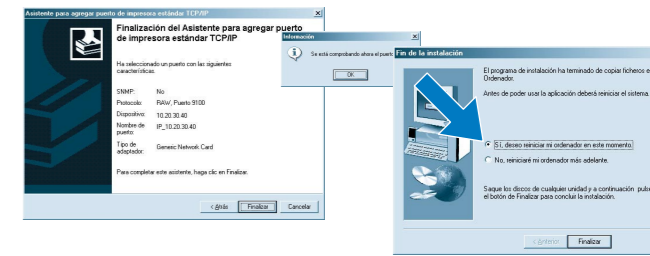 Asistente para agregar puerto de impresora estándar TCP/IP
Finalización del Asistente para agregar puerto
de impresora estándar TCP/IP
Ha seleccionado un puerto con las siguientes
características.
SNMP: No
Protocolo: RAW, Puerto 9100
Dispositivo: 10.20.30.40
Nombre de puerto: IP_10.20.30.40
Tipo de adaptador: Generic Network Card
Para completar este asistente, haga clic en Finalizar.
< Atrás Finalizar Cancelar
Información
Se está comprobando ahora el puerto
OK
Fin de la instalación
El programa de instalación ha terminado de copiar ficheros e
Ordenador.
Antes de poder usar la aplicación deberá reiniciar el sistema.
Sí, deseo reiniciar mi ordenador en este momento.
No, reiniciaré mi ordenador más adelante.
Saque los discos de cualquier unidad y a continuación puls
el botón de Finalizar para concluir la instalación.
< Anterior Finalizar